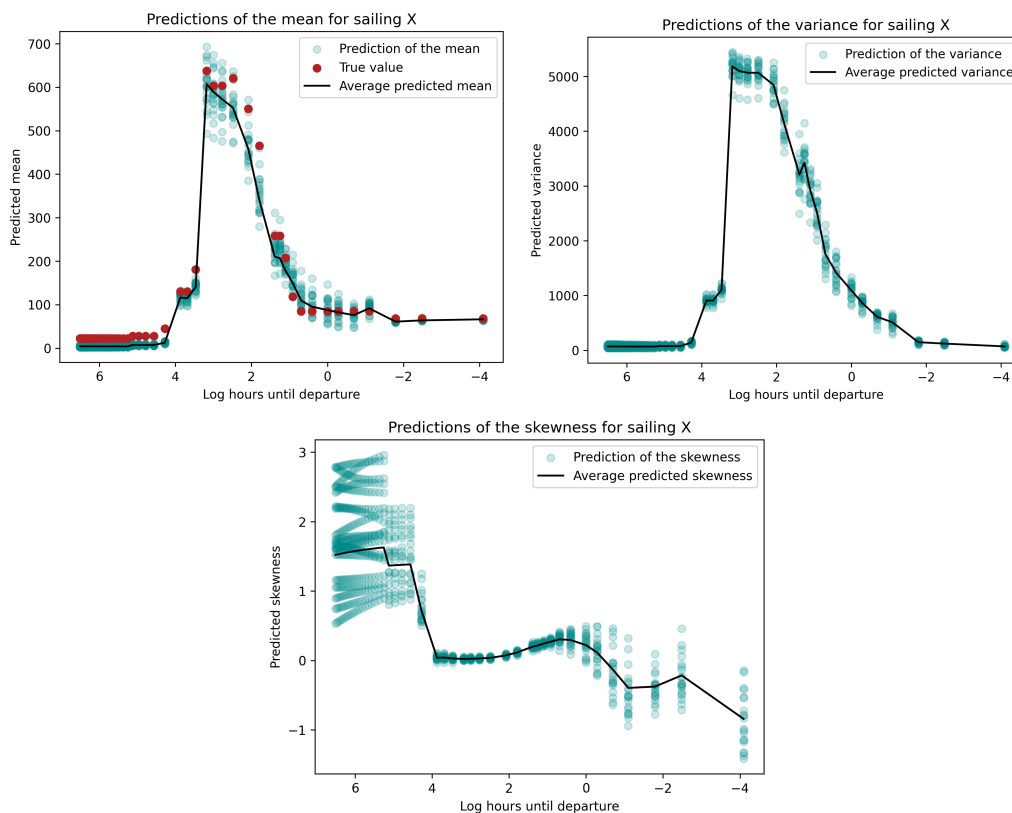 Predictions of the mean for sailing X
700
600
500
400
300
200
100
0
Predicted mean
Prediction of the mean
True value
Average predicted mean
6 4 2 0 −2 −4
Log hours until departure
Predictions of the variance for sailing X
5000
4000
3000
2000
1000
0
Predicted variance
Prediction of the variance
Average predicted variance
6 4 2 0 −2 −4
Log hours until departure
Predictions of the skewness for sailing X
3
2
1
0
−1
Predicted skewness
Prediction of the skewness
Average predicted skewness
6 4 2 0 −2 −4
Log hours until departure